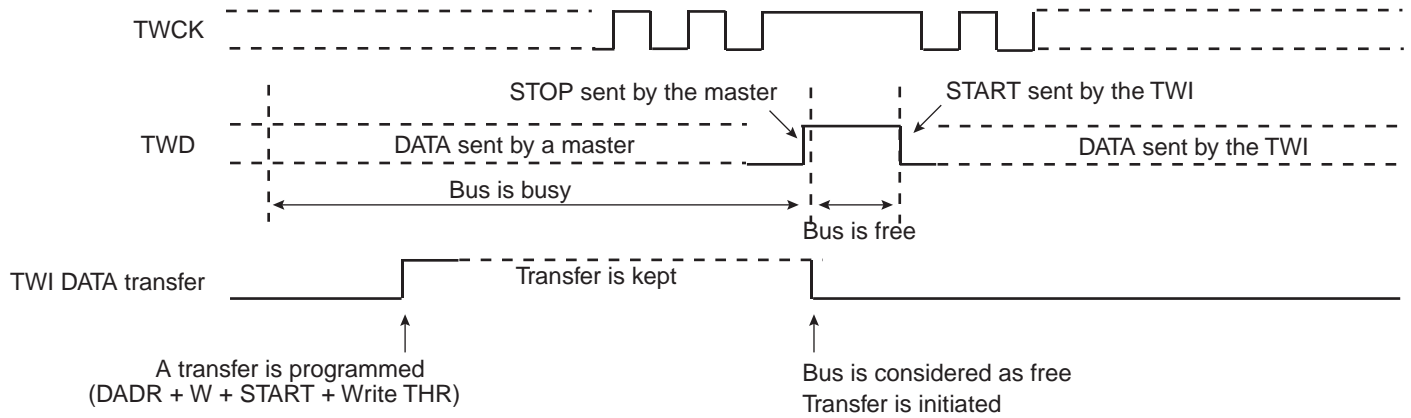 TWCK
STOP sent by the master
START sent by the TWI
TWD
DATA sent by a master
DATA sent by the TWI
Bus is busy
Bus is free
TWI DATA transfer
Transfer is kept
A transfer is programmed
(DADR + W + START + Write THR)
Bus is considered as free
Transfer is initiated